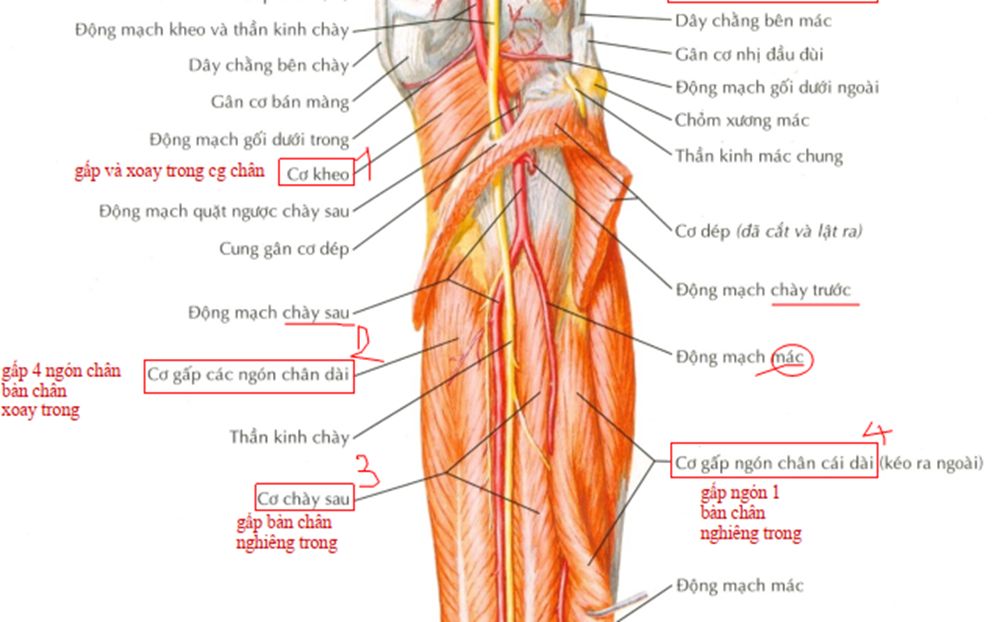 Động mạch kheo và thần kinh chày
Dây chằng bên chày
Gân cơ bán màng
Động mạch gối dưới trong
gấp và xoay trong cg chân
Cơ kheo
1
Động mạch quặt ngược chày sau
Cung gân cơ dép
Động mạch chày sau
2
gấp 4 ngón chân
bàn chân
xoay trong
Cơ gấp các ngón chân dài
Thần kinh chày
3
Cơ chày sau
gấp bàn chân
nghiêng trong
Dây chằng bên mác
Gân cơ nhị đầu đùi
Động mạch gối dưới ngoài
Chỏm xương mác
Thần kinh mác chung
Cơ dép (đã cắt và lật ra)
Động mạch chày trước
Động mạch mác
4
Cơ gấp ngón chân cái dài (kéo ra ngoài)
gấp ngón 1
bàn chân
nghiêng trong
Động mạch mác